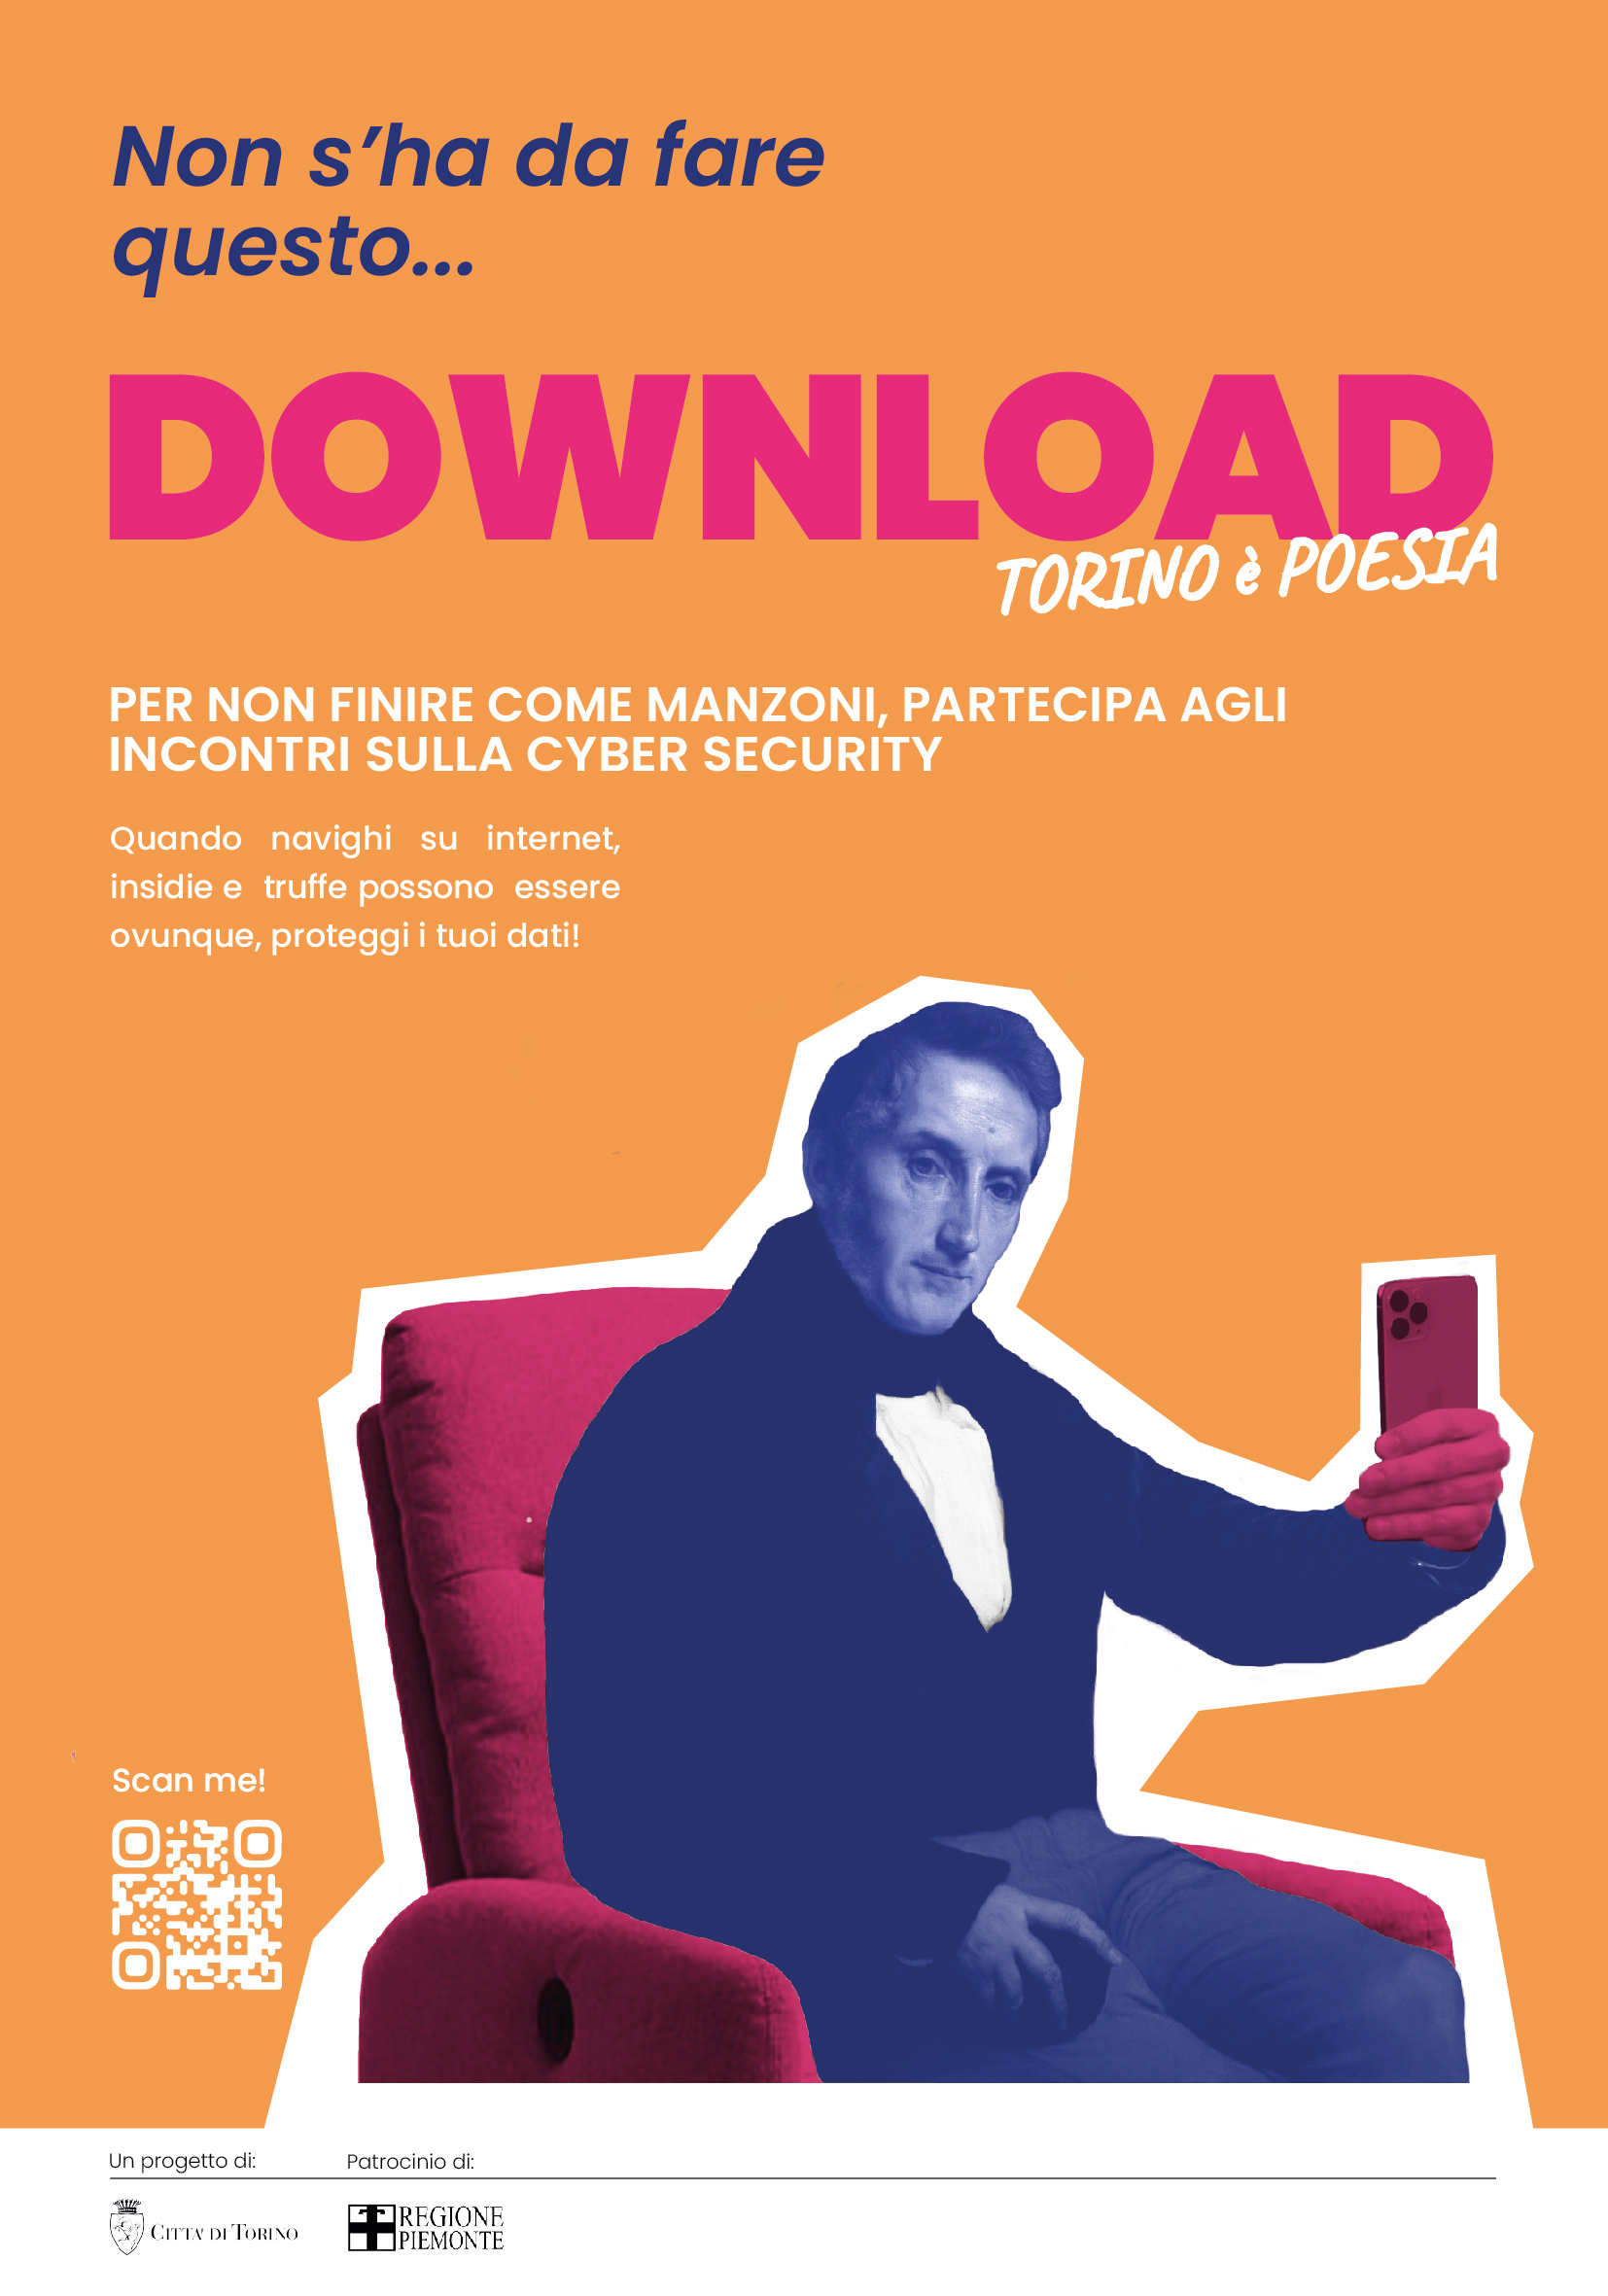 Non s’ha da fare
questo...
DOWNLOAD
TORINO è POESIA
PER NON FINIRE COME MANZONI, PARTECIPA AGLI
INCONTRI SULLA CYBER SECURITY
Quando navighi su internet,
insidie e truffe possono essere
ovunque, proteggi i tuoi dati!
Scan me!
Un progetto di:
Patrocinio di:
CITTA' DI TORINO
REGIONE
PIEMONTE